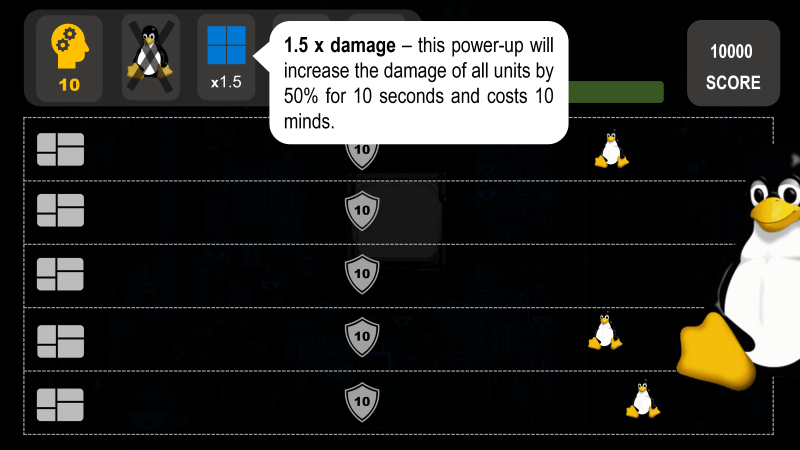 10
x1.5
1.5 x damage – this power-up will
increase the damage of all units by
50% for 10 seconds and costs 10
minds.
10000
SCORE
10
10
10
10
10